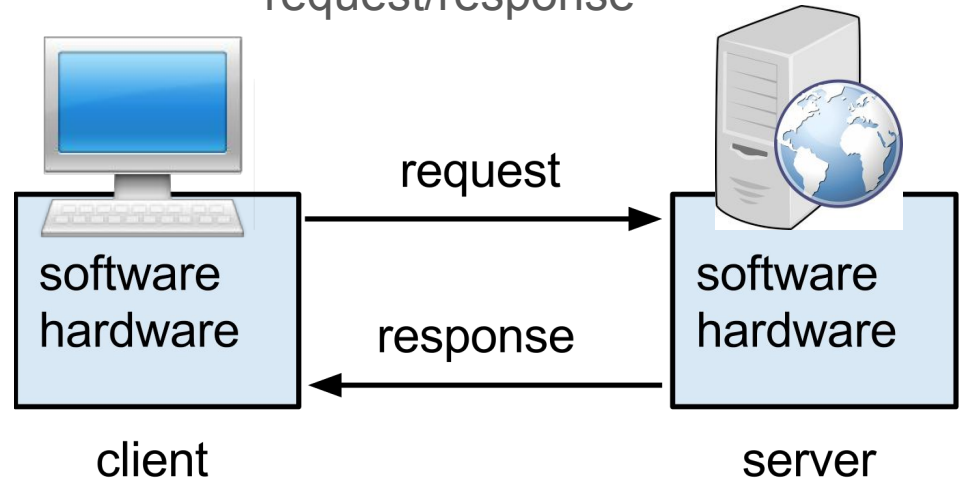 request/response
request
software
hardware
response
software
hardware
client
server